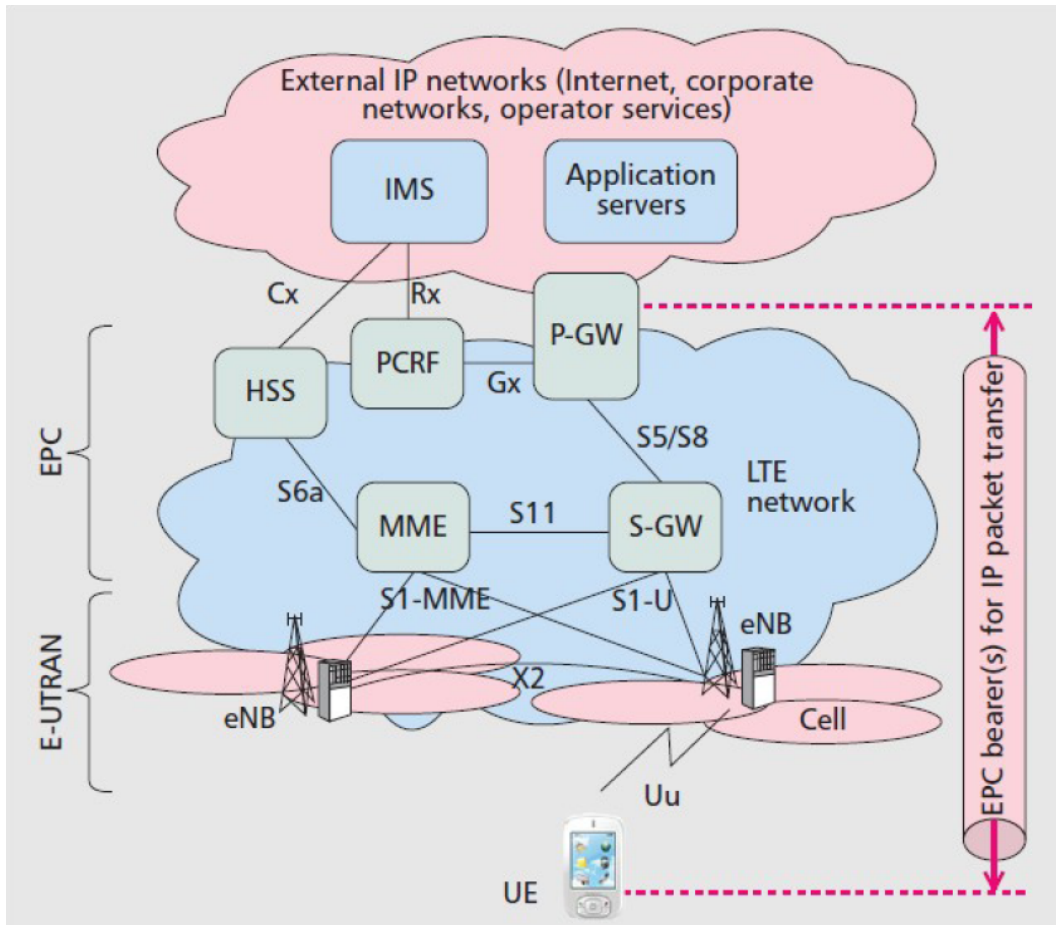 External IP networks (Internet, corporate
networks, operator services)
IMS
Application
servers
Cx
Rx
P-GW
PCRF
HSS
Gx
EPC
S5/S8
LTE
network
S6a
MME
S11
S-GW
S1-MME
S1-U
eNB
E-UTRAN
X2
eNB
Cell
Uu
UE
EPC bearer(s) for IP packet transfer